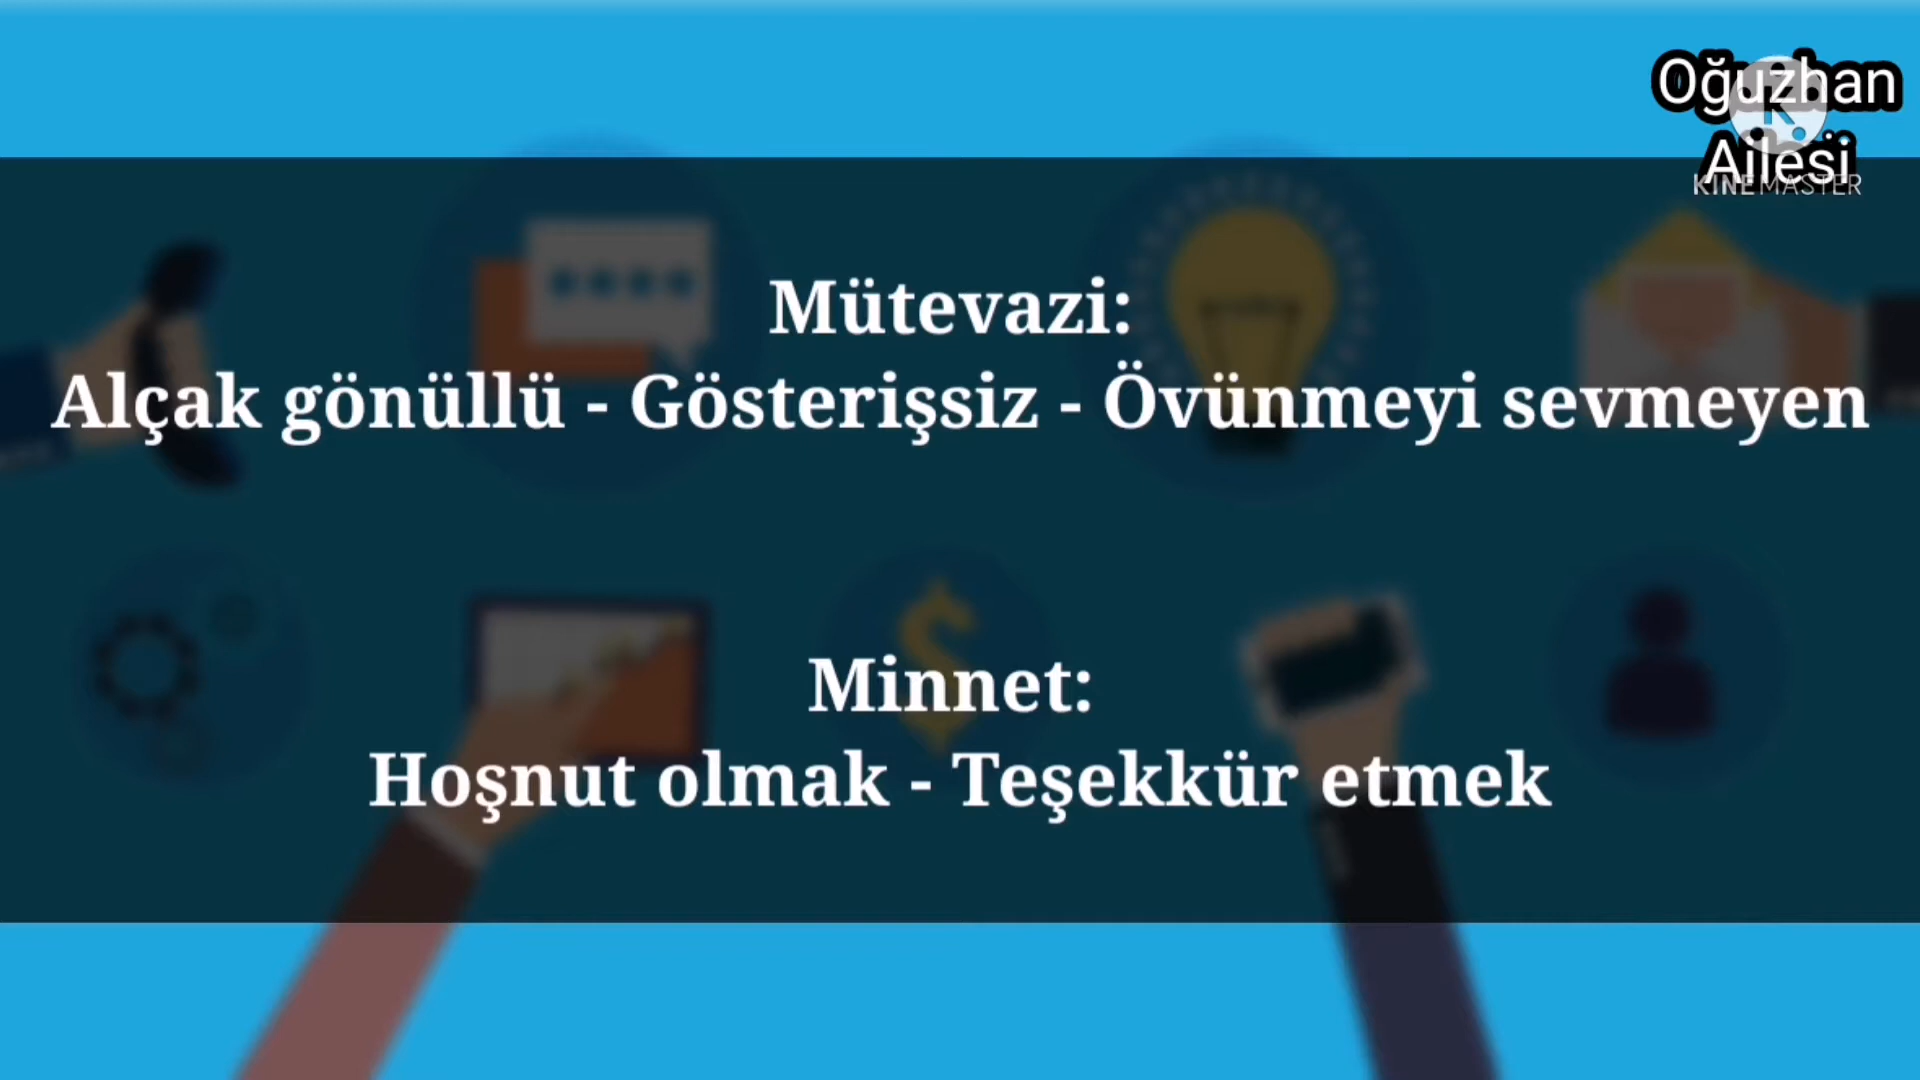 Oğuzhan
Ailesi
KINEMASTER
Mütevazi:
Alçak gönüllü - Gösterişsiz - Övünmeyi sevmeyen
Minnet:
Hoşnut olmak - Teşekkür etmek